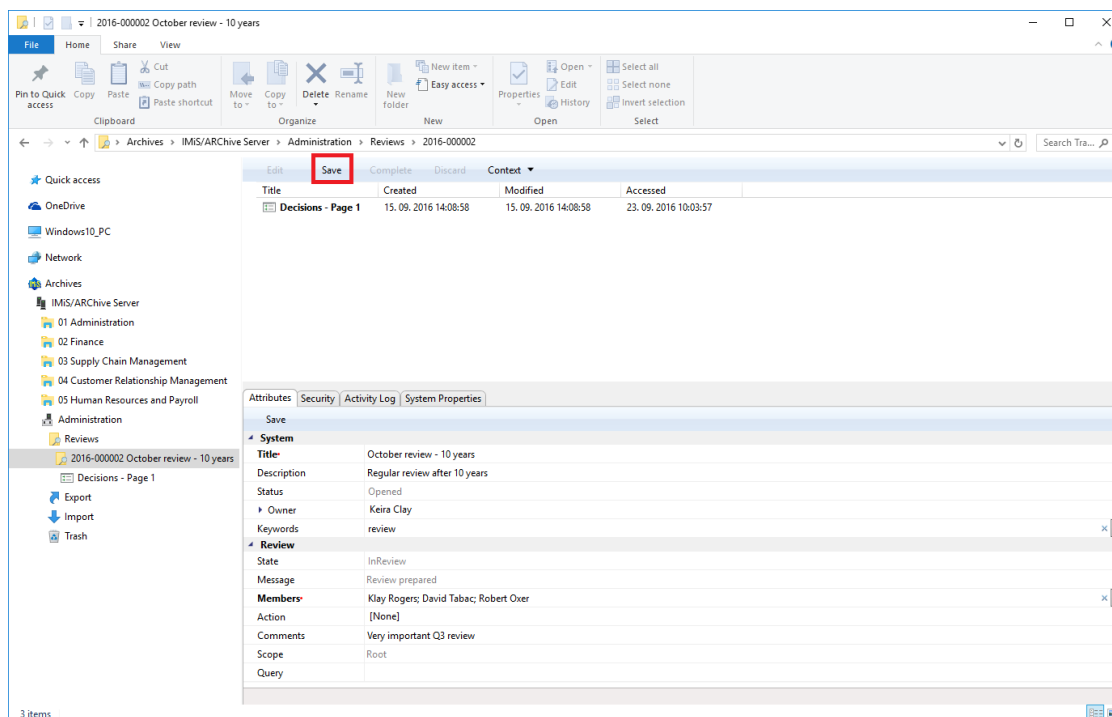 2016-000002 October review - 10 years
File Home Share View
Pin to Quick access
Copy
Paste
Cut
Copy path
Paste shortcut
Clipboard
Move to
Copy to
Delete
Rename
Organize
New folder
New item
Easy access
New
Properties
Open
Edit
History
Open
Select all
Select none
Invert selection
Select
Archives > IMiS/ARChive Server > Administration > Reviews > 2016-000002
Search Tra...
Quick access
OneDrive
Windows10_PC
Network
Archives
IMiS/ARChive Server
01 Administration
02 Finance
03 Supply Chain Management
04 Customer Relationship Management
05 Human Resources and Payroll
Administration
Reviews
2016-000002 October review - 10 years
Decisions - Page 1
Export
Import
Trash
Edit Save Complete Discard Context
Title Created Modified Accessed
Decisions - Page 1 15. 09. 2016 14:08:58 15. 09. 2016 14:08:58 23. 09. 2016 10:03:57
Attributes Security Activity Log System Properties
Save
System
Title• October review - 10 years
Description Regular review after 10 years
Status Opened
Owner Keira Clay
Keywords review
Review
State InReview
Message Review prepared
Members• Klay Rogers; David Tabac; Robert Oxer
Action [None]
Comments Very important Q3 review
Scope Root
Query
3 items